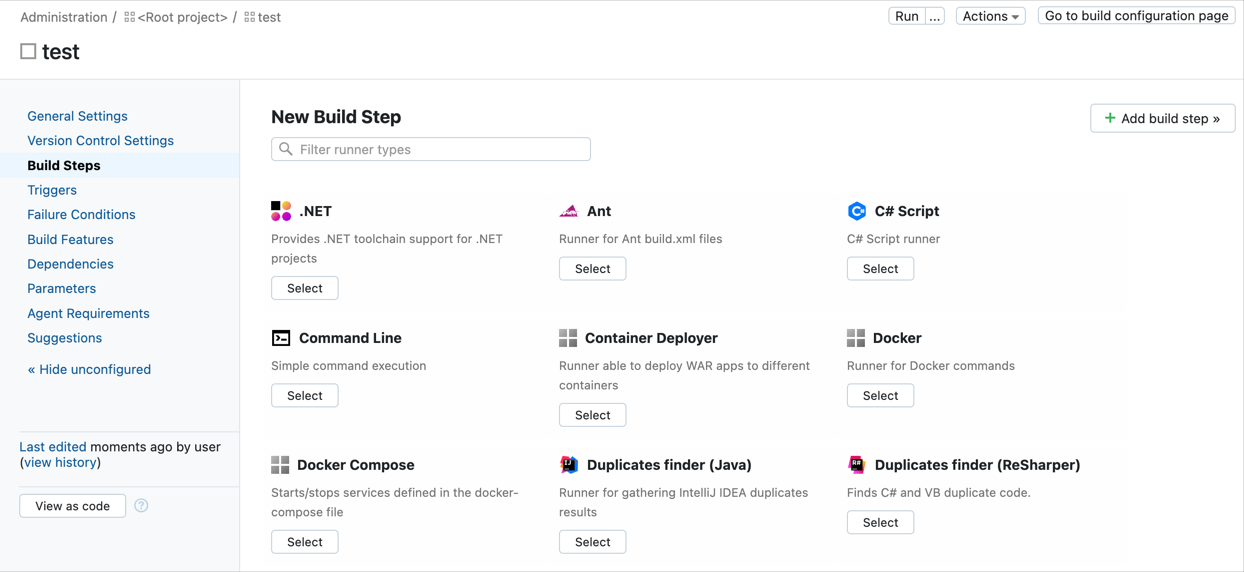 Administration / <Root project> / test
Run ... Actions Go to build configuration page
test
General Settings
Version Control Settings
Build Steps
Triggers
Failure Conditions
Build Features
Dependencies
Parameters
Agent Requirements
Suggestions
« Hide unconfigured
Last edited moments ago by user
(view history)
View as code ?
New Build Step
Add build step »
Filter runner types
.NET
Provides .NET toolchain support for .NET
projects
Select
Ant
Runner for Ant build.xml files
Select
C# Script
C# Script runner
Select
Command Line
Simple command execution
Select
Container Deployer
Runner able to deploy WAR apps to different
containers
Select
Docker
Runner for Docker commands
Select
Docker Compose
Starts/stops services defined in the docker-
compose file
Select
Duplicates finder (Java)
Runner for gathering IntelliJ IDEA duplicates
results
Select
Duplicates finder (ReSharper)
Finds C# and VB duplicate code.
Select